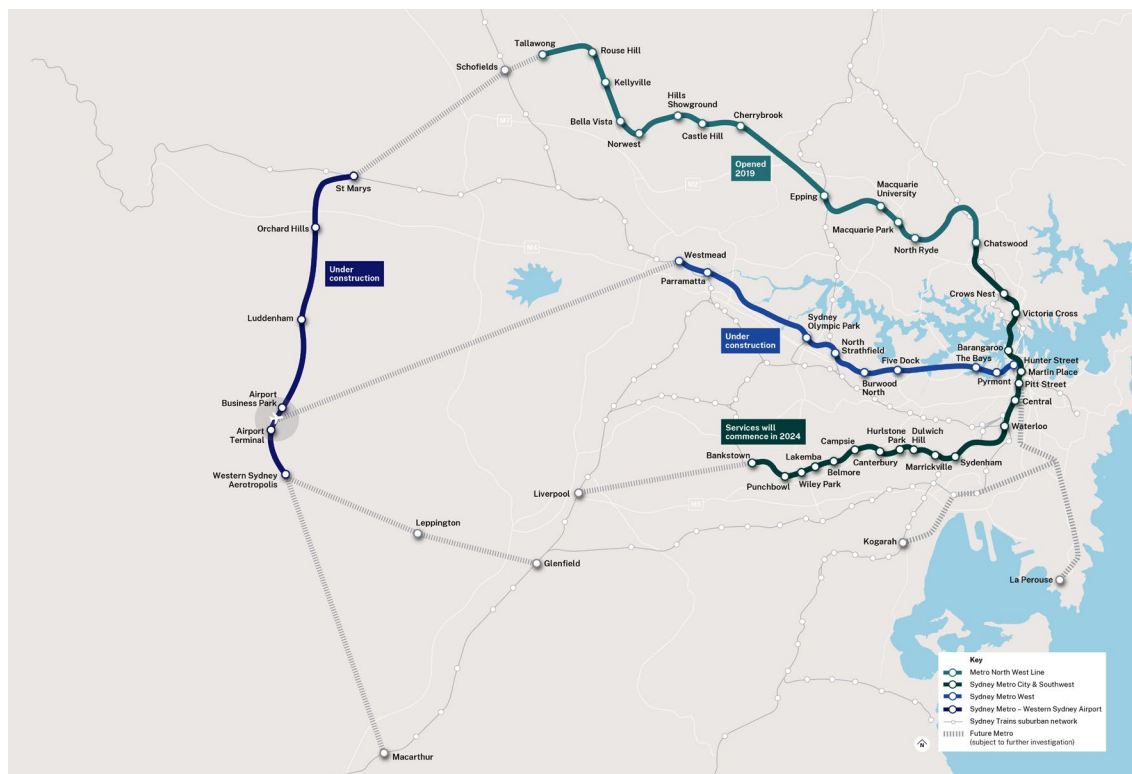 Tallawong
Rouse Hill
Schofields
Kellyville
Hills
Showground
Cherrybrook
Bella Vista
Castle Hill
Norwest
M7
Opened
2019
M2
St Marys
Macquarie
University
Epping
Macquarie Park
Orchard Hills
North Ryde
Chatswood
M4
Westmead
Under
construction
Parramatta
Crows Nest
Victoria Cross
Luddenham
Sydney
Olympic Park
Under
construction
North
Strathfield
Barangaroo
Five Dock
The Bays
Hunter Street
Martin Place
Burwood
North
Pyrmont
Pitt Street
Airport
Business Park
Central
Airport
Terminal
Services will
commence in 2024
Waterloo
Hurlstone
Park
Dulwich
Hill
Campsie
Bankstown
Lakemba
Canterbury
Marrickville
Sydenham
Belmore
Wiley Park
Punchbowl
Western Sydney
Aerotropolis
Liverpool
M5
Leppington
Kogarah
Glenfield
La Perouse
Macarthur
Key
Metro North West Line
Sydney Metro City & Southwest
Sydney Metro West
Sydney Metro – Western Sydney Airport
Sydney Trains suburban network
Future Metro
(subject to further investigation)
N